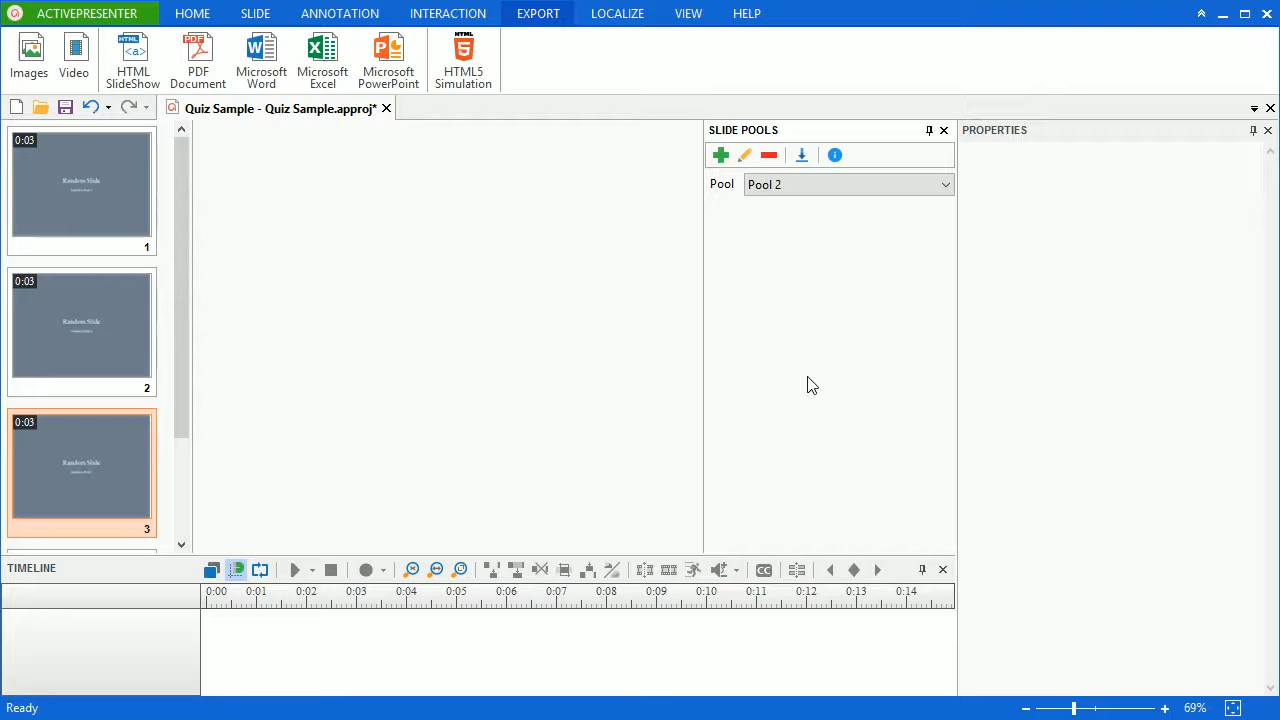 ACTIVEPRESENTER HOME SLIDE ANNOTATION INTERACTION EXPORT LOCALIZE VIEW HELP
Images Video HTML SlideShow PDF Document Microsoft Word Microsoft Excel Microsoft PowerPoint HTML5 Simulation
Quiz Sample - Quiz Sample.approj*
SLIDE POOLS
PROPERTIES
Pool Pool 2
0:03
Random Slide
1
0:03
Random Slide
2
0:03
Random Slide
3
TIMELINE
CC
0:00 0:01 0:02 0:03 0:04 0:05 0:06 0:07 0:08 0:09 0:10 0:11 0:12 0:13 0:14
Ready
69%